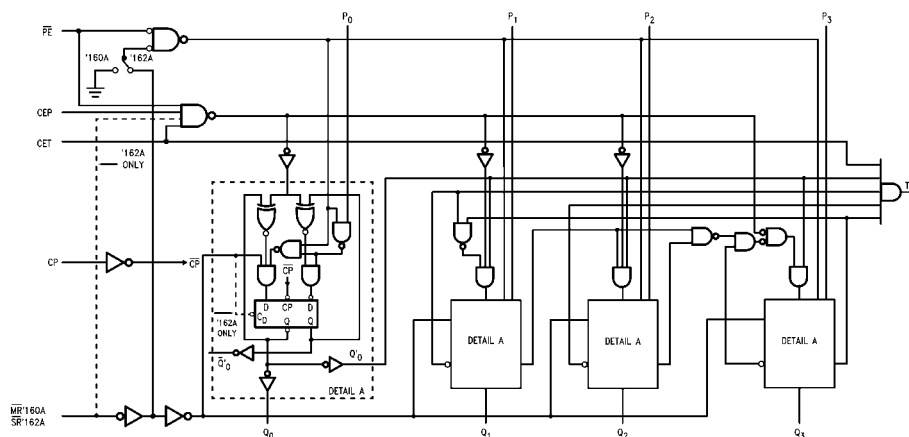 P0
P1
P2
P3
PE
'160A
'162A
CEP
CET
'162A
ONLY
CP
CP
CP
D
CP
D
CD
Q
Q
'162A
ONLY
Q'0
Q'0
DETAIL A
DETAIL A
DETAIL A
DETAIL A
MR'160A
SR'162A
Q0
Q1
Q2
Q3